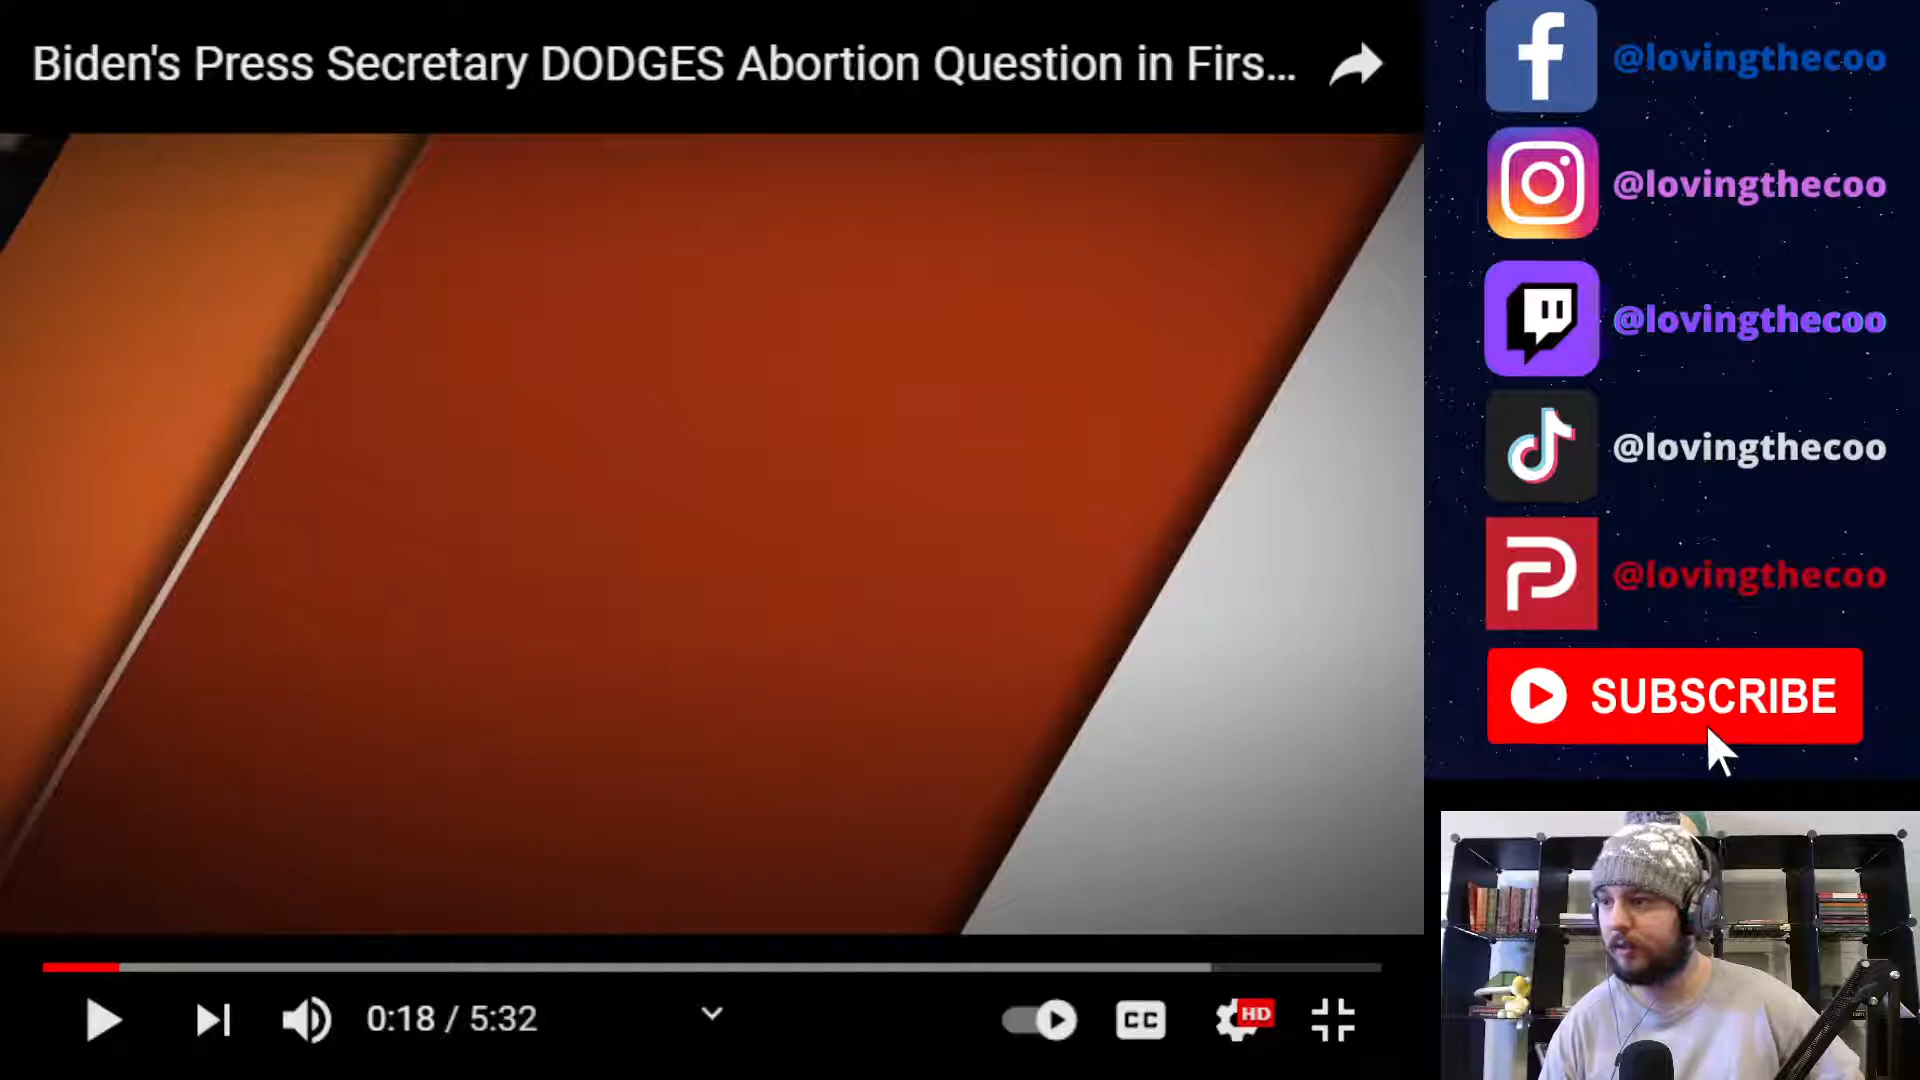 Biden's Press Secretary DODGES Abortion Question in Firs...
@lovingthecoo
@lovingthecoo
@lovingthecoo
@lovingthecoo
@lovingthecoo
SUBSCRIBE
0:18 / 5:32
CC
HD